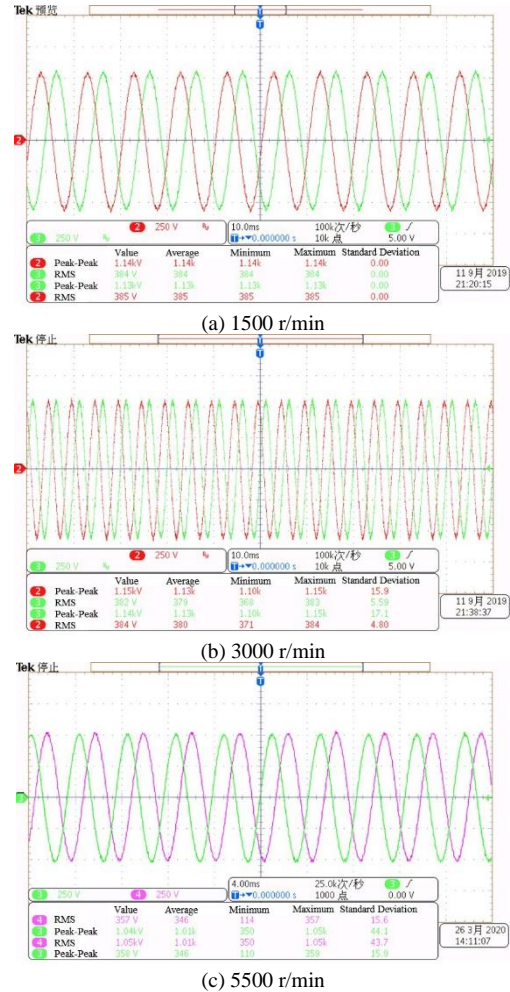 Tek 预览
T
2
2 250 V 10.0ms 100k次/秒 3 ∫
3 250 V T→▼0.000000 s 10k 点 5.00 V
Value Average Minimum Maximum Standard Deviation
2 Peak-Peak 1.14kV 1.14k 1.14k 1.14k 0.00
3 RMS 384 V 384 384 384 0.00
3 Peak-Peak 1.13kV 1.13k 1.13k 1.13k 0.00
2 RMS 385 V 385 385 385 0.00
11 9月 2019
21:20:15
(a) 1500 r/min
Tek 停止
T
2
2 250 V 10.0ms 100k次/秒 3 ∫
3 250 V T→▼0.000000 s 10k 点 5.00 V
Value Average Minimum Maximum Standard Deviation
2 Peak-Peak 1.15kV 1.13k 1.10k 1.15k 15.9
3 RMS 382 V 379 368 383 5.59
3 Peak-Peak 1.14kV 1.13k 1.10k 1.15k 17.1
2 RMS 384 V 380 371 384 4.80
11 9月 2019
21:38:37
(b) 3000 r/min
Tek 停止
T
3
4.00ms 25.0k次/秒 3 ∫
3 250 V 4 250 V T→▼0.000000 s 1000 点 0.00 V
Value Average Minimum Maximum Standard Deviation
4 RMS 357 V 346 114 357 15.6
3 Peak-Peak 1.04kV 1.01k 350 1.05k 44.1
4 Peak-Peak 1.05kV 1.01k 350 1.05k 43.7
3 RMS 358 V 346 110 359 15.9
26 3月 2020
14:11:07
(c) 5500 r/min